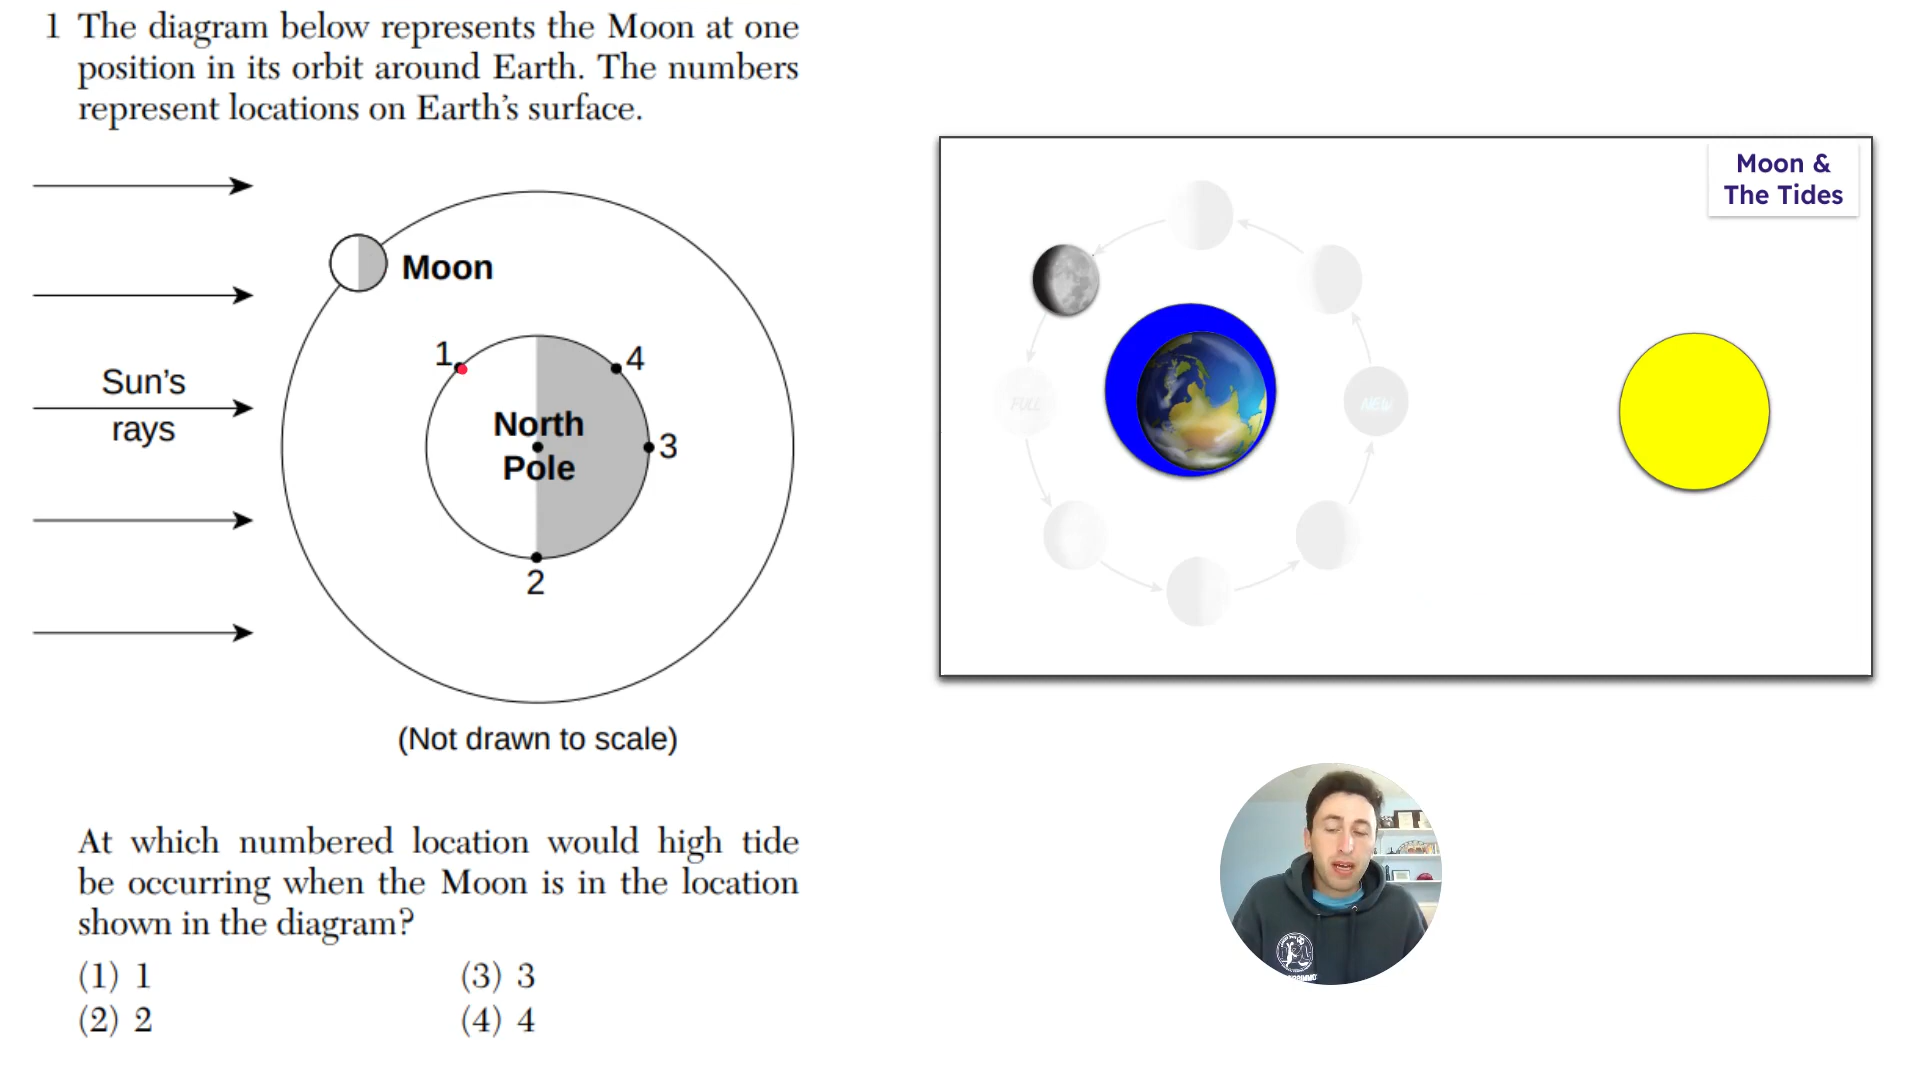 1 The diagram below represents the Moon at one
position in its orbit around Earth. The numbers
represent locations on Earth's surface.
Moon
Sun's
rays
1
4
North
Pole
3
2
(Not drawn to scale)
At which numbered location would high tide
be occurring when the Moon is in the location
shown in the diagram?
(1) 1 (3) 3
(2) 2 (4) 4
Moon &
The Tides
FULL
NEW